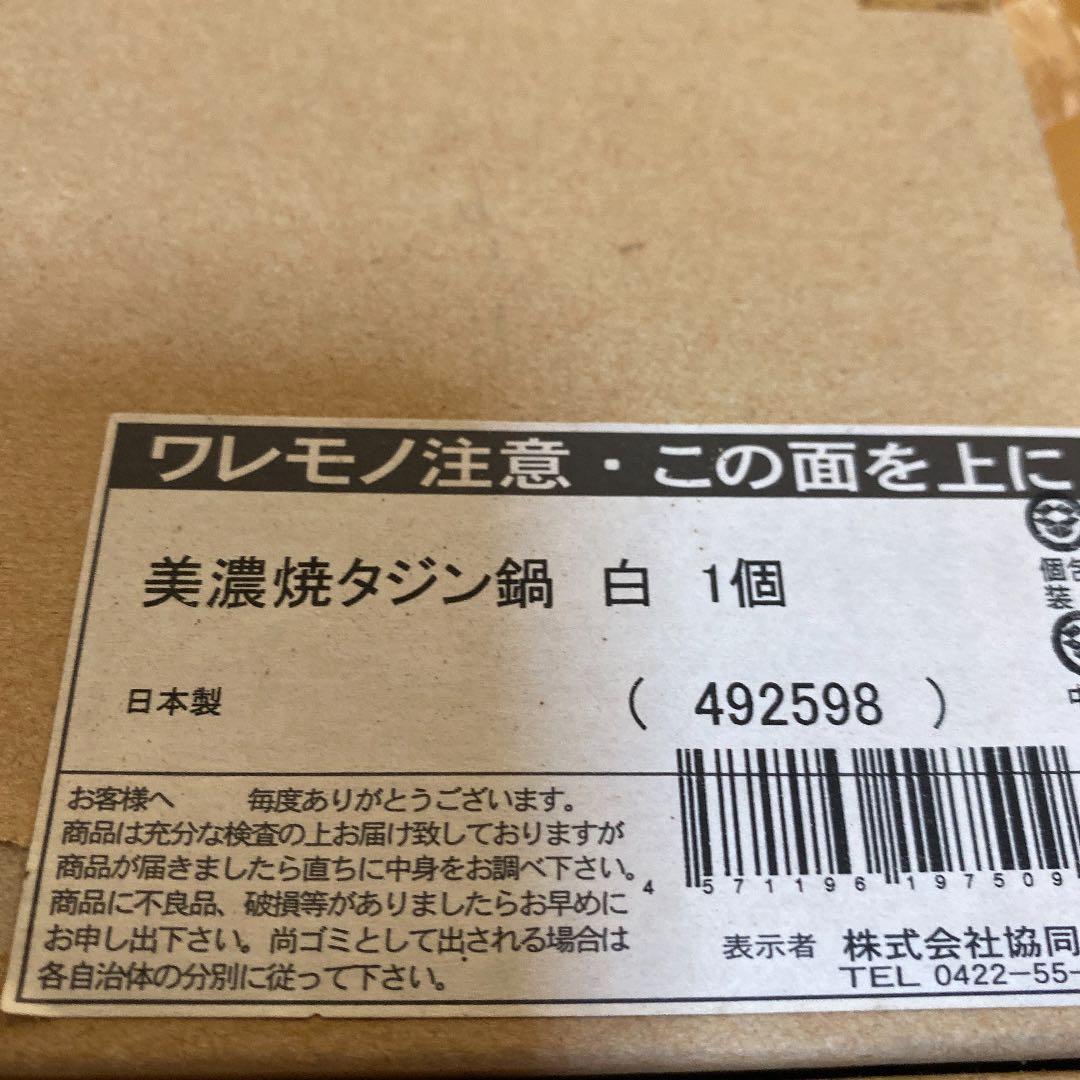 ワレモノ注意・この面を上に
美濃焼タジン鍋 白 1個
個包
装
日本製
( 492598 )
お客様へ 毎度ありがとうございます。
商品は充分な検査の上お届け致しておりますが
商品が届きましたら直ちに中身をお調べ下さい。
商品に不良品、破損等がありましたらお早めに
お申し出下さい。尚ゴミとして出される場合は
各自治体の分別に従って下さい。
4 571196 197509
表示者 株式会社協同
TEL 0422-55-